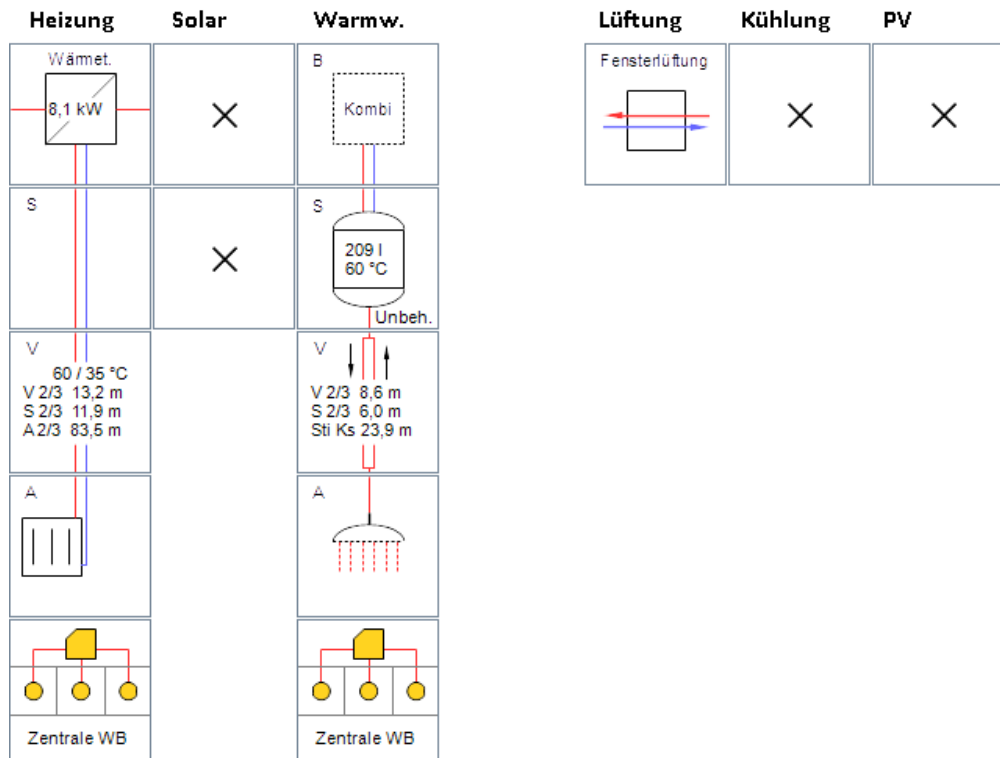 Heizung Solar Warmw. Lüftung Kühlung PV
Wärmet.
8,1 kW
B
Kombi
Fensterlüftung
S
S
209 l
60 °C
Unbeh.
V
60 / 35 °C
V 2/3 13,2 m
S 2/3 11,9 m
A 2/3 83,5 m
V
V 2/3 8,6 m
S 2/3 6,0 m
Sti Ks 23,9 m
A
A
Zentrale WB
Zentrale WB